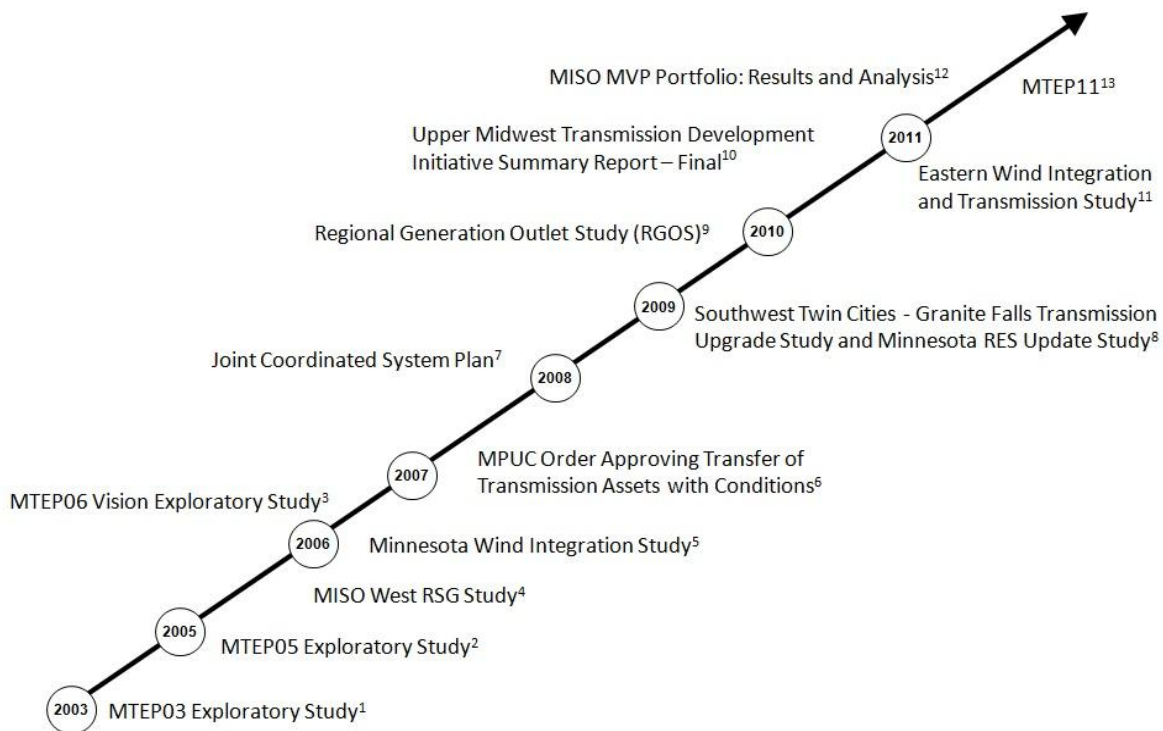 MISO MVP Portfolio: Results and Analysis¹²
MTEP11¹³
Upper Midwest Transmission Development
Initiative Summary Report – Final¹⁰
2011
Eastern Wind Integration
and Transmission Study¹¹
Regional Generation Outlet Study (RGOS)⁹
2010
2009
Southwest Twin Cities - Granite Falls Transmission
Upgrade Study and Minnesota RES Update Study⁸
Joint Coordinated System Plan⁷
2008
2007
MPUC Order Approving Transfer of
Transmission Assets with Conditions⁶
MTEP06 Vision Exploratory Study³
2006
Minnesota Wind Integration Study⁵
MISO West RSG Study⁴
2005
MTEP05 Exploratory Study²
2003
MTEP03 Exploratory Study¹